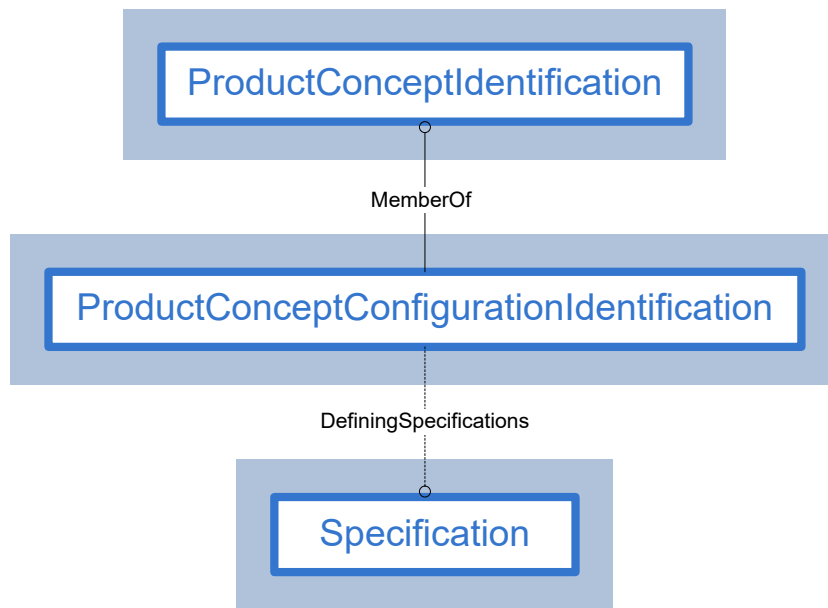 ProductConceptIdentification
MemberOf
ProductConceptConfigurationIdentification
DefiningSpecifications
Specification